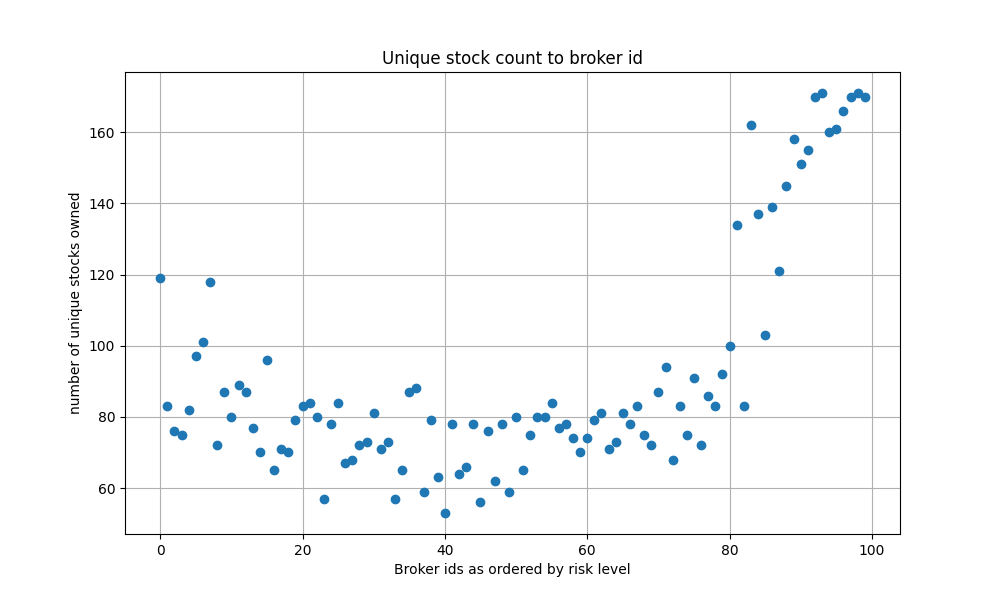 Unique stock count to broker id
number of unique stocks owned
160
140
120
100
80
60
0 20 40 60 80 100
Broker ids as ordered by risk level